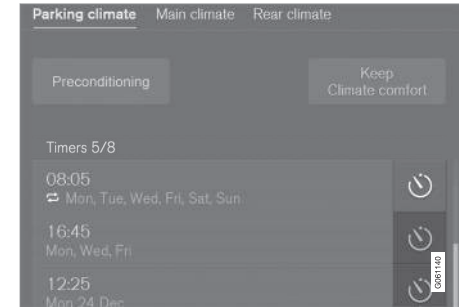 Parking climate Main climate Rear climate
Preconditioning
Keep
Climate comfort
Timers 5/8
08:05
Mon, Tue, Wed, Fri, Sat, Sun
16:45
Mon, Wed, Fri
12:25
Mon 24 Dec
G061140